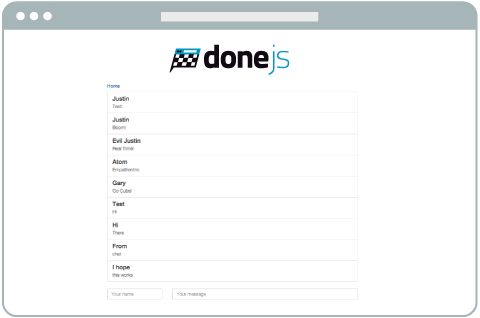 donejs
Home
Justin
Test!
Justin
Boom!
Evil Justin
Real Time!
Atom
Gary
Go Cubs!
Test
Hi
Hi
There
From
chat
I hope
this works
Your name
Your message